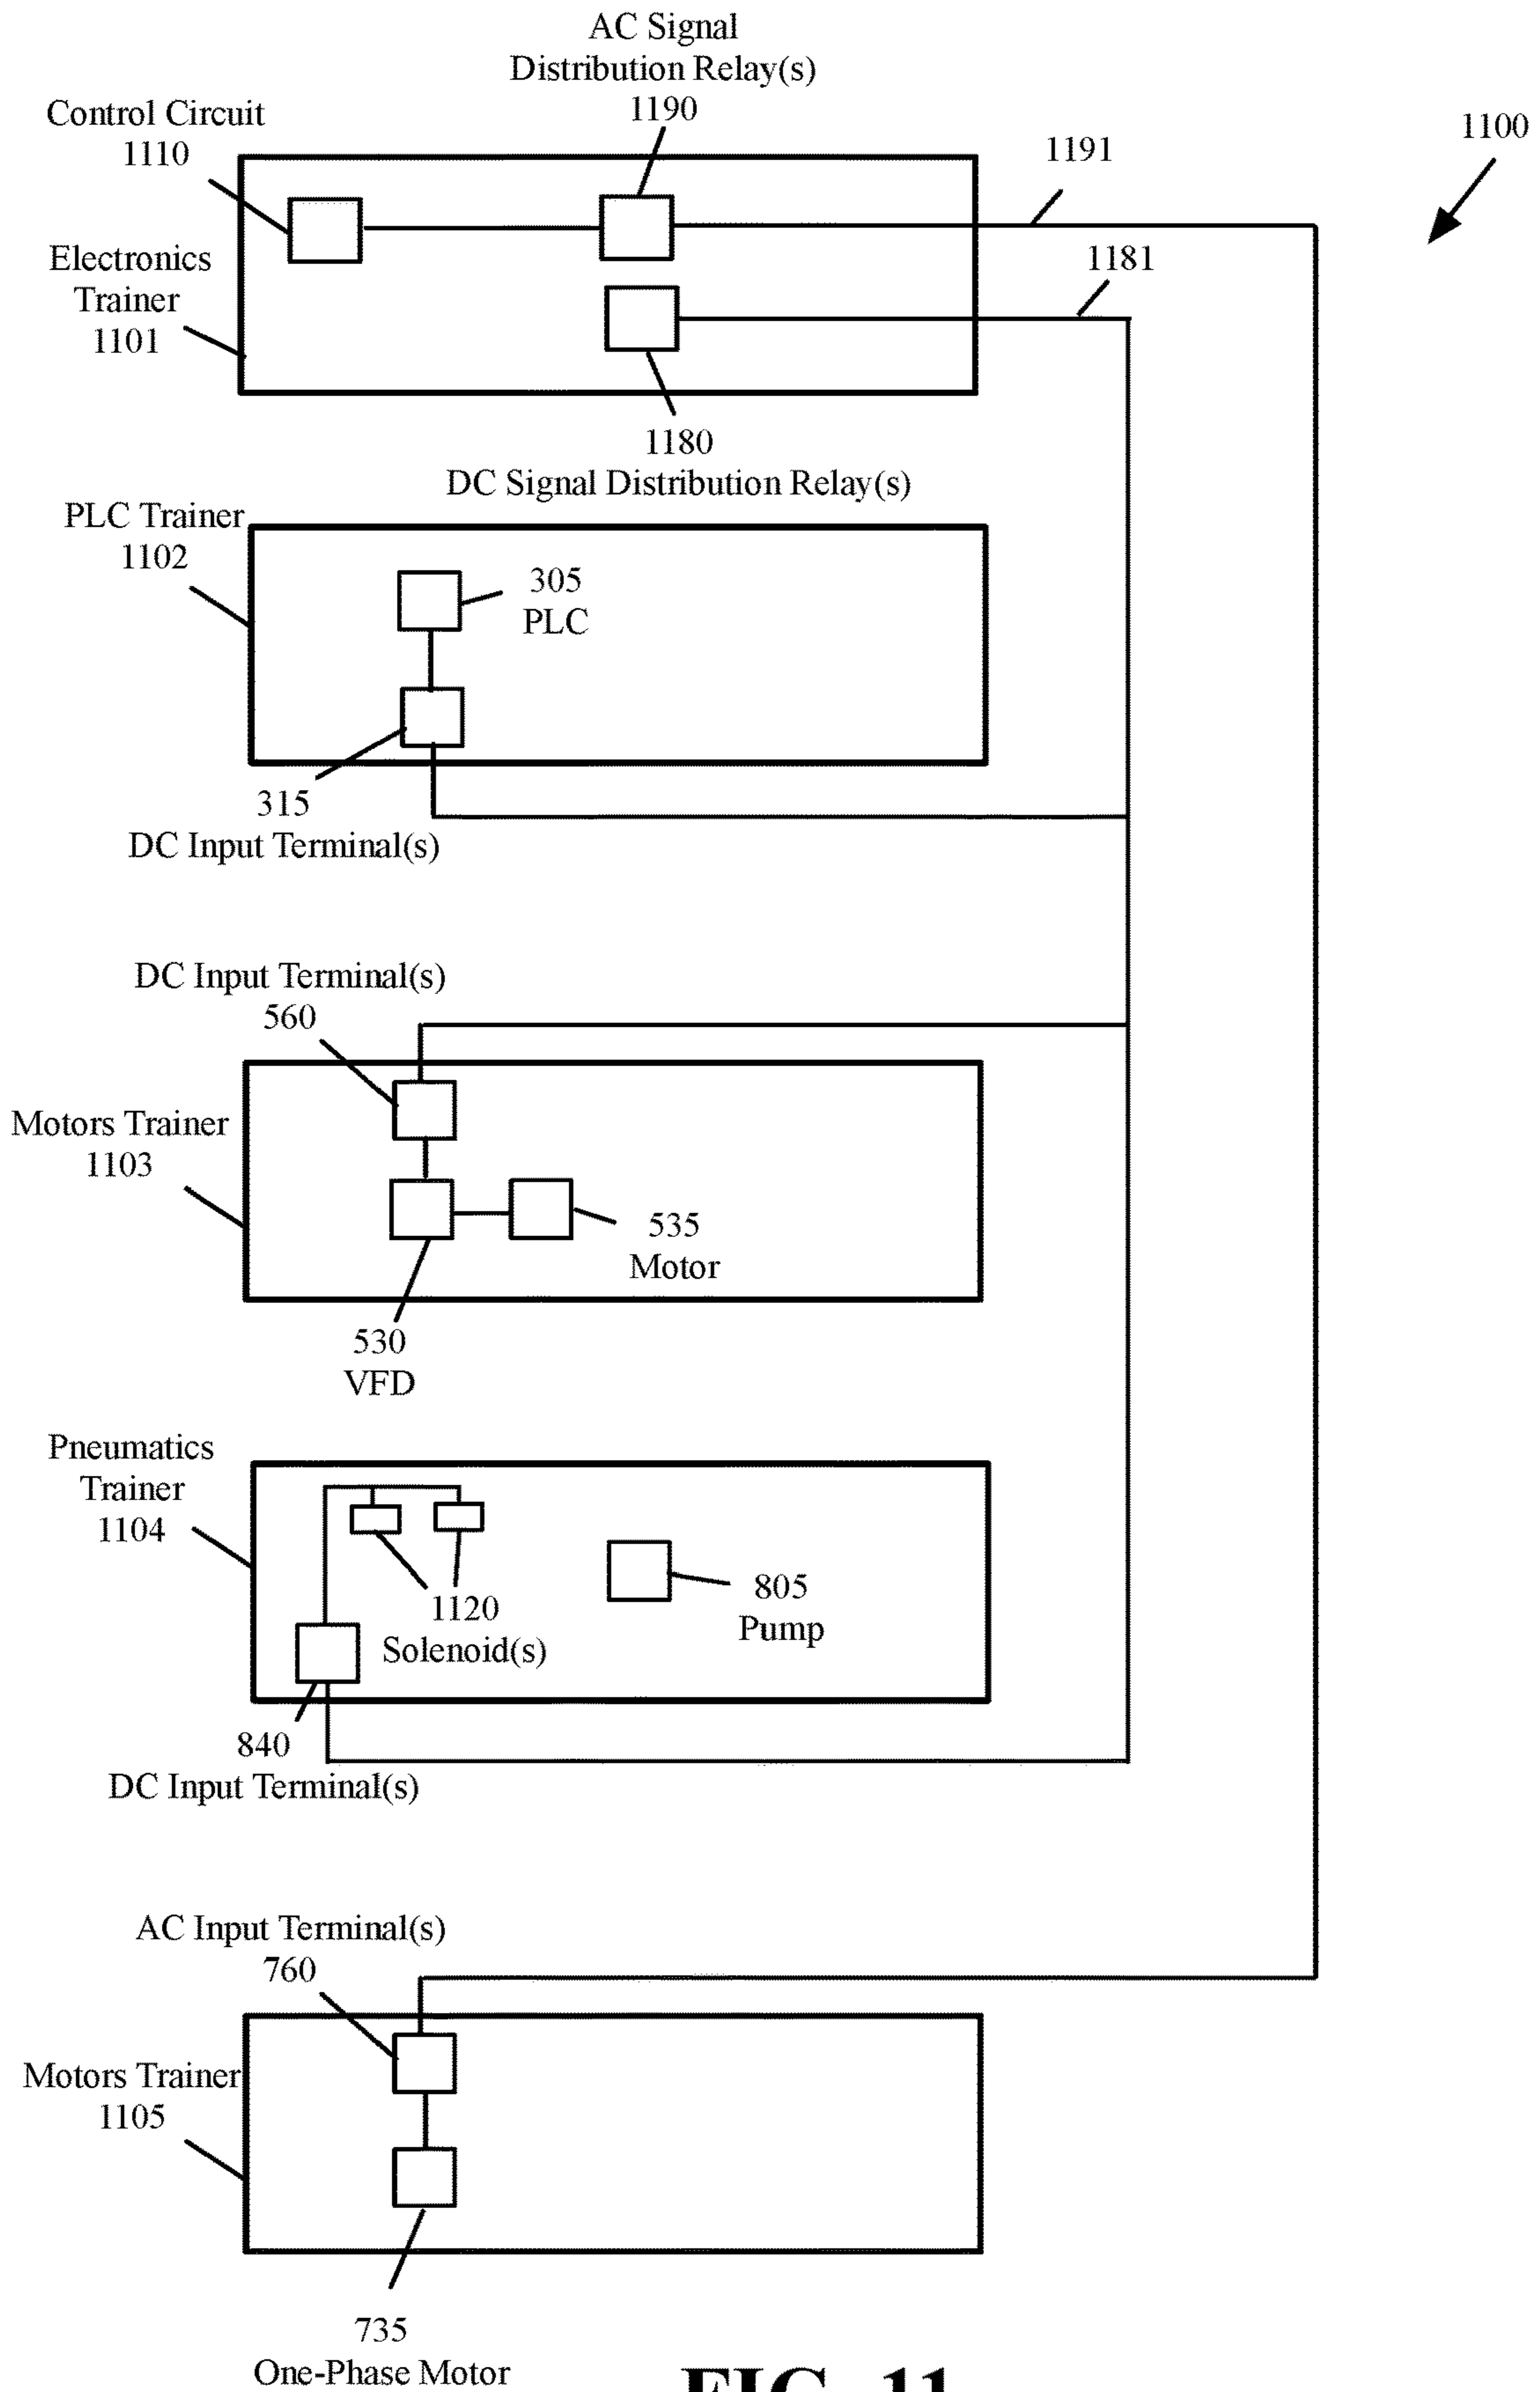 AC Signal
Distribution Relay(s)
1190
Control Circuit
1110
1100
1191
Electronics
Trainer
1101
1181
1180
DC Signal Distribution Relay(s)
PLC Trainer
1102
305
PLC
315
DC Input Terminal(s)
DC Input Terminal(s)
560
Motors Trainer
1103
535
Motor
530
VFD
Pneumatics
Trainer
1104
1120
Solenoid(s)
805
Pump
840
DC Input Terminal(s)
AC Input Terminal(s)
760
Motors Trainer
1105
735
One-Phase Motor
FIG. 11